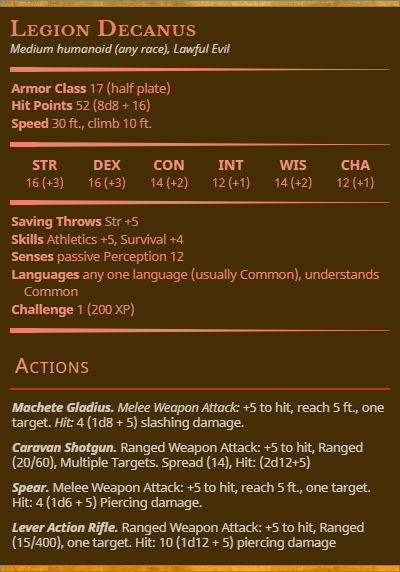 Legion Decanus
Medium humanoid (any race), Lawful Evil
Armor Class 17 (half plate)
Hit Points 52 (8d8 + 16)
Speed 30 ft., climb 10 ft.
STR DEX CON INT WIS CHA
16 (+3) 16 (+3) 14 (+2) 12 (+1) 14 (+2) 12 (+1)
Saving Throws Str +5
Skills Athletics +5, Survival +4
Senses passive Perception 12
Languages any one language (usually Common), understands
Common
Challenge 1 (200 XP)
Actions
Machete Gladius. Melee Weapon Attack: +5 to hit, reach 5 ft., one
target. Hit: 4 (1d8 + 5) slashing damage.
Caravan Shotgun. Ranged Weapon Attack: +5 to hit, Ranged
(20/60), Multiple Targets. Spread (14), Hit: (2d12+5)
Spear. Melee Weapon Attack: +5 to hit, reach 5 ft., one target.
Hit: 4 (1d6 + 5) Piercing damage.
Lever Action Rifle. Ranged Weapon Attack: +5 to hit, Ranged
(15/400), one target. Hit: 10 (1d12 + 5) piercing damage